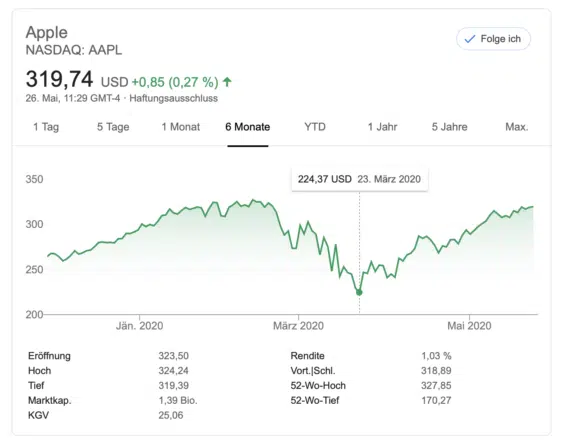 Apple
NASDAQ: AAPL
Folge ich
319,74 USD +0,85 (0,27 %) ↑
26. Mai, 11:29 GMT-4 · Haftungsausschluss
1 Tag 5 Tage 1 Monat 6 Monate YTD 1 Jahr 5 Jahre Max.
224,37 USD 23. März 2020
350
300
250
200
Jän. 2020 März 2020 Mai 2020
Eröffnung 323,50 Rendite 1,03 %
Hoch 324,24 Vort.|Schl. 318,89
Tief 319,39 52-Wo-Hoch 327,85
Marktkap. 1,39 Bio. 52-Wo-Tief 170,27
KGV 25,06